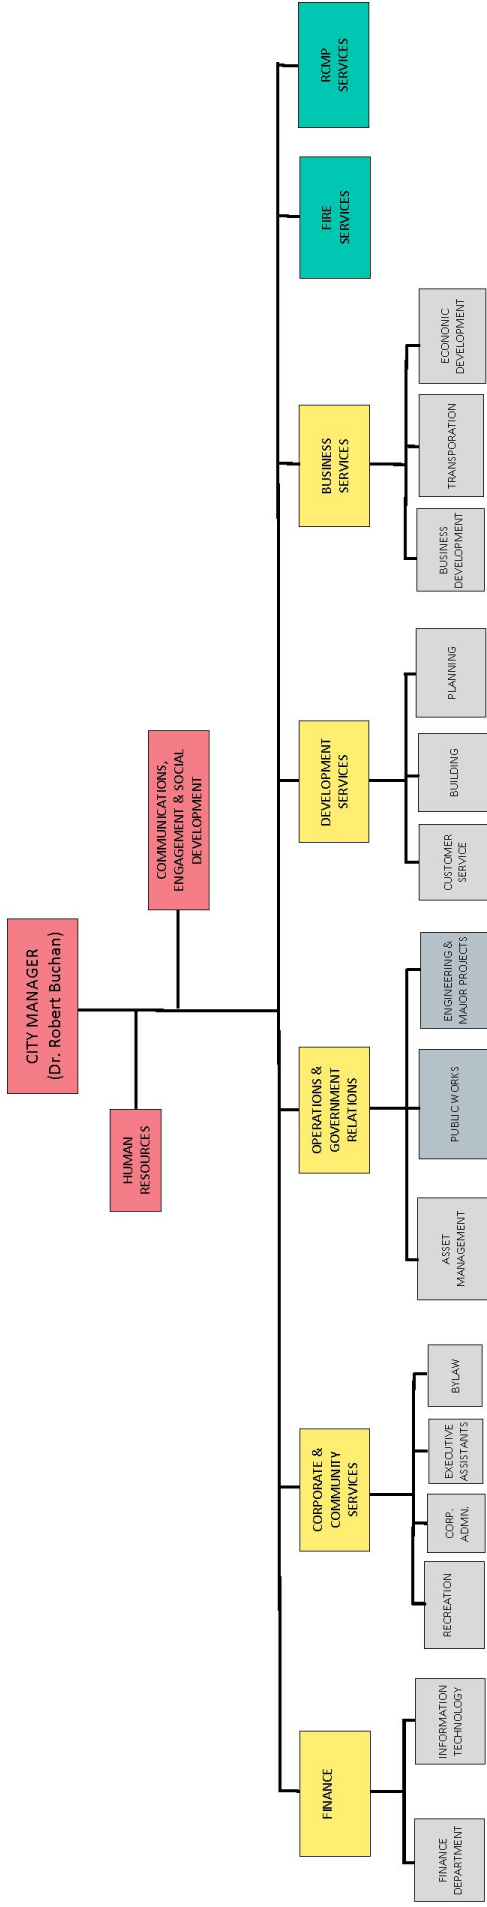 CITY MANAGER
(Dr. Robert Buchan)
HUMAN
RESOURCES
COMMUNICATIONS,
ENGAGEMENT & SOCIAL
DEVELOPMENT
FINANCE
CORPORATE &
COMMUNITY
SERVICES
OPERATIONS &
GOVERNMENT
RELATIONS
DEVELOPMENT
SERVICES
BUSINESS
SERVICES
FIRE
SERVICES
RCMP
SERVICES
FINANCE
DEPARTMENT
INFORMATION
TECHNOLOGY
RECREATION
CORP.
ADMN.
EXECUTIVE
ASSISTANTS
BYLAW
ASSET
MANAGEMENT
PUBLIC WORKS
ENGINEERING &
MAJOR PROJECTS
CUSTOMER
SERVICE
BUILDING
PLANNING
BUSINESS
DEVELOPMENT
TRANSPORATION
ECONONIC
DEVELOPMENT